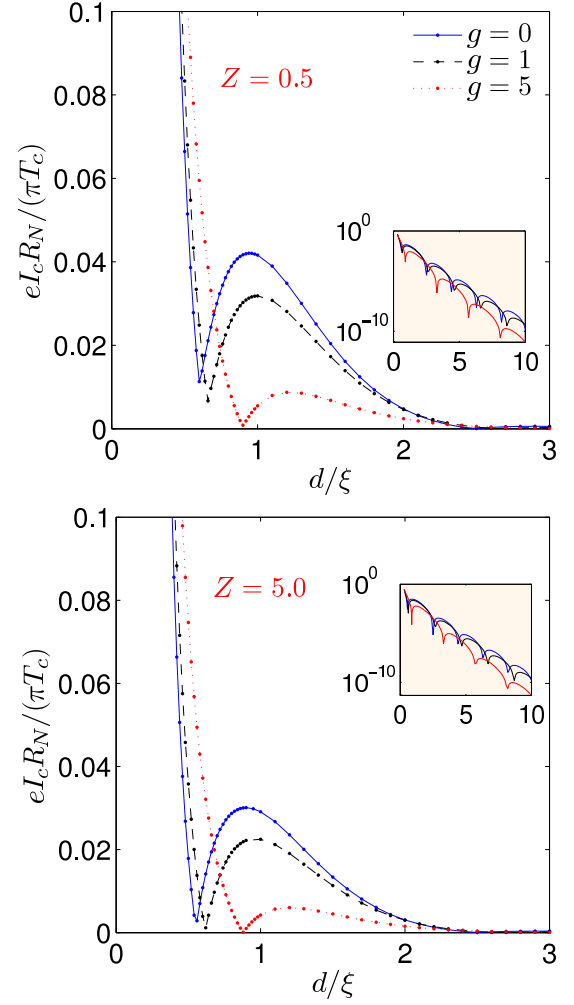 0.1
0.08
0.06
0.04
0.02
0
eI_cR_N/(πT_c)
Z = 0.5
g = 0
g = 1
g = 5
10^0
10^−10
0 5 10
0 1 2 3
d/ξ
0.1
0.08
0.06
0.04
0.02
0
eI_cR_N/(πT_c)
Z = 5.0
10^0
10^−10
0 5 10
0 1 2 3
d/ξ